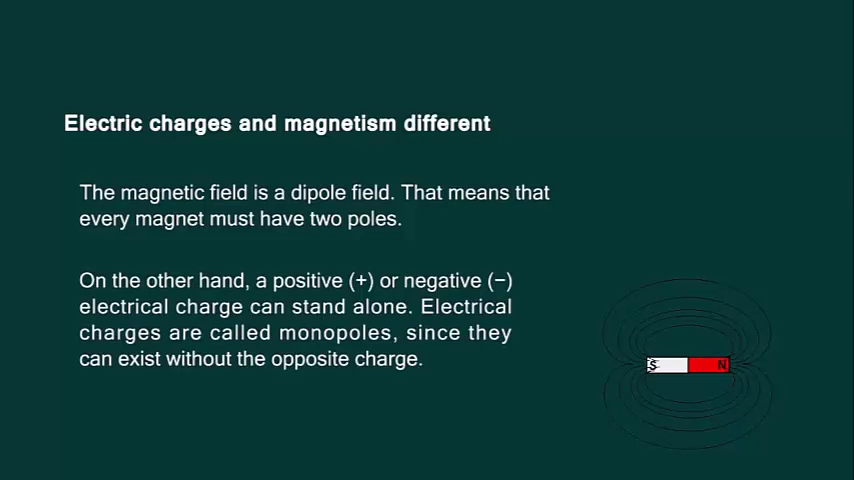 Electric charges and magnetism different
The magnetic field is a dipole field. That means that
every magnet must have two poles.
On the other hand, a positive (+) or negative (−)
electrical charge can stand alone. Electrical
charges are called monopoles, since they
can exist without the opposite charge.
S N